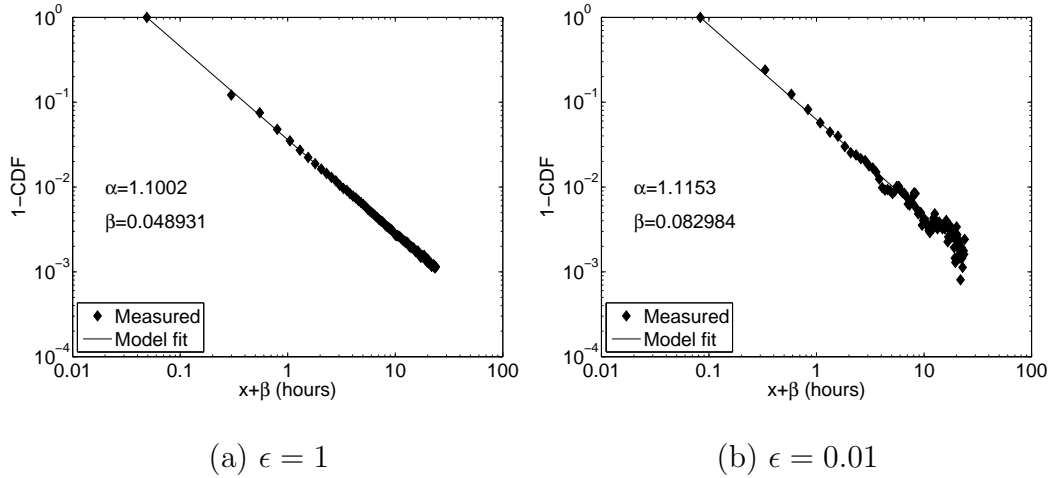 10^0
10^-1
10^-2
10^-3
10^-4
1-CDF
0.01 0.1 1 10 100
x+β (hours)
α=1.1002
β=0.048931
Measured
Model fit
(a) ϵ = 1
10^0
10^-1
10^-2
10^-3
10^-4
1-CDF
0.01 0.1 1 10 100
x+β (hours)
α=1.1153
β=0.082984
Measured
Model fit
(b) ϵ = 0.01